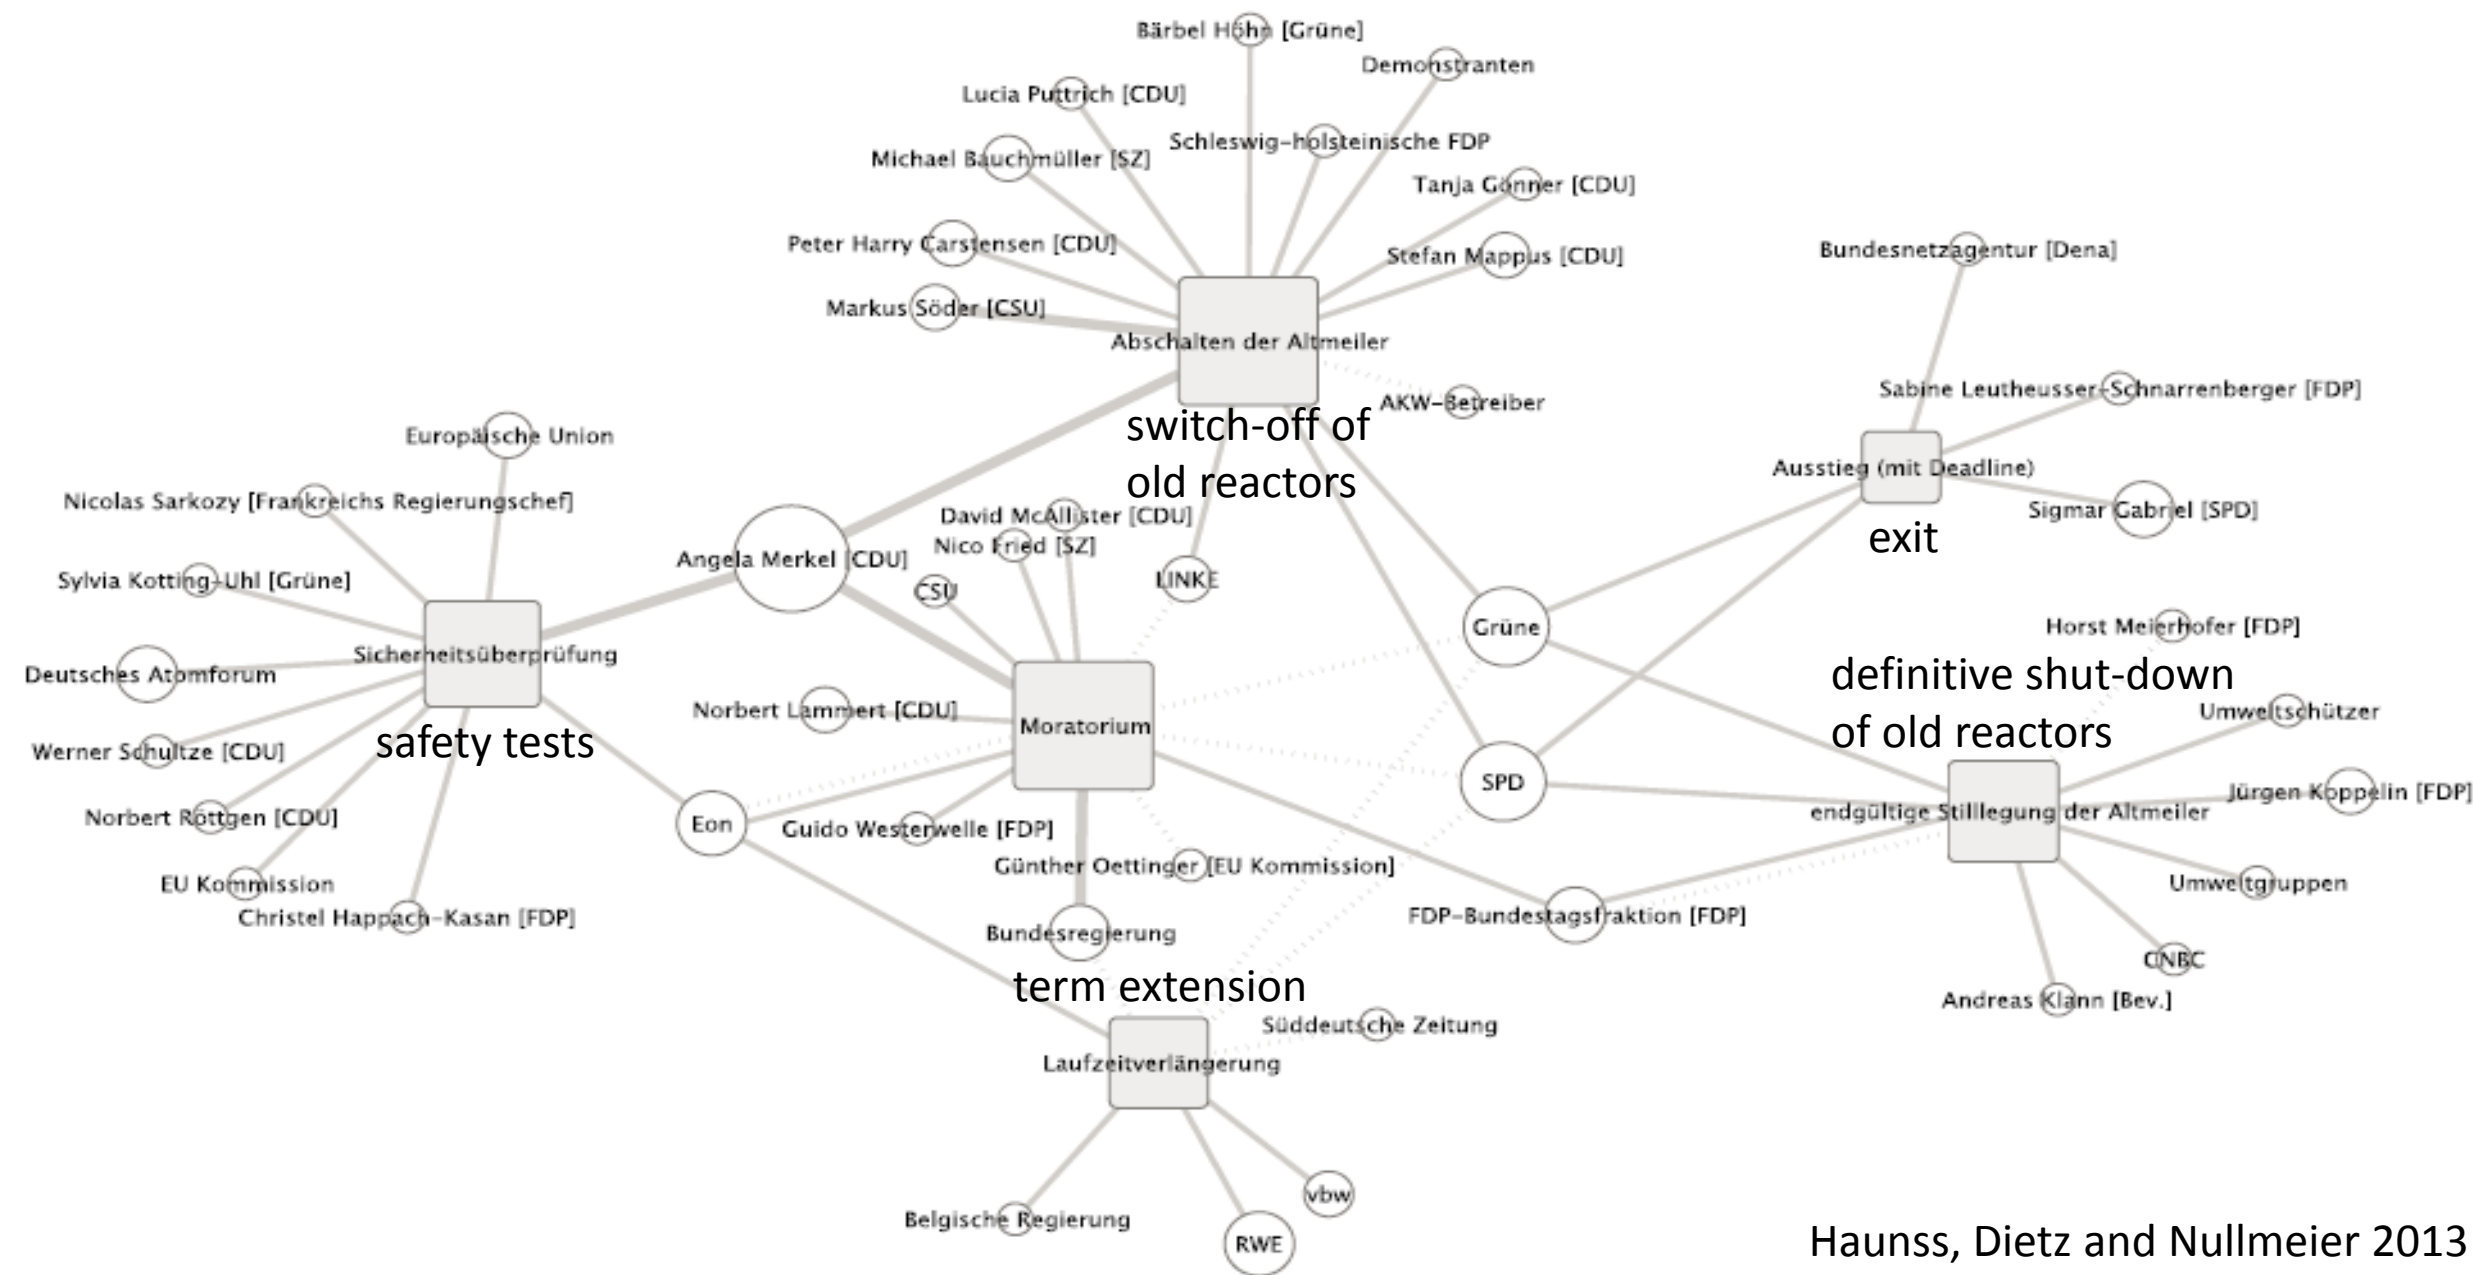 Bärbel Höhn [Grüne]
Demonstranten
Lucia Puttrich [CDU]
Schleswig-holsteinische FDP
Michael Bauchmüller [SZ]
Tanja Gönner [CDU]
Peter Harry Carstensen [CDU]
Stefan Mappus [CDU]
Bundesnetzagentur [Dena]
Markus Söder [CSU]
Abschalten der Altmeiler
AKW-Betreiber
switch-off of
old reactors
Sabine Leutheusser-Schnarrenberger [FDP]
Europäische Union
Ausstieg (mit Deadline)
Nicolas Sarkozy [Frankreichs Regierungschef]
David McAllister [CDU]
Sigmar Gabriel [SPD]
exit
Nico Fried [SZ]
Angela Merkel [CDU]
Sylvia Kotting-Uhl [Grüne]
CSU
LINKE
Grüne
Horst Meierhofer [FDP]
Sicherheitsüberprüfung
Deutsches Atomforum
definitive shut-down
of old reactors
Norbert Lammert [CDU]
Umweltschützer
Moratorium
safety tests
Werner Schultze [CDU]
SPD
Jürgen Koppelin [FDP]
endgültige Stilllegung der Altmeiler
Norbert Röttgen [CDU]
Eon
Guido Westerwelle [FDP]
Günther Oettinger [EU Kommission]
EU Kommission
Umweltgruppen
Christel Happach-Kasan [FDP]
FDP-Bundestagsfraktion [FDP]
Bundesregierung
CNBC
term extension
Andreas Klann [Bev.]
Süddeutsche Zeitung
Laufzeitverlängerung
vbw
Belgische Regierung
RWE
Haunss, Dietz and Nullmeier 2013